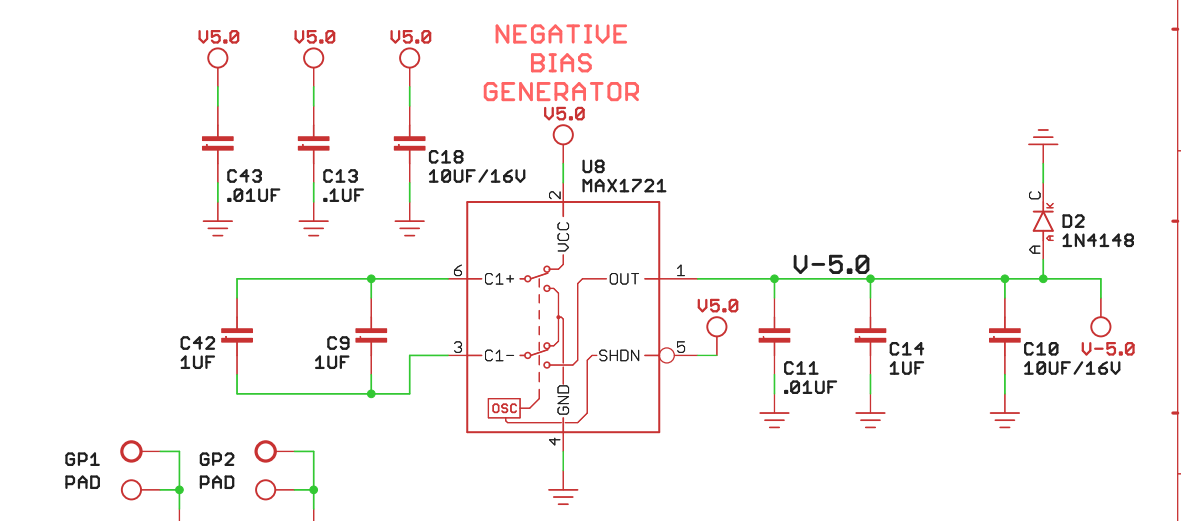 NEGATIVE
BIAS
GENERATOR
V5.0
V5.0
V5.0
V5.0
C43
.01UF
C13
.1UF
C18
10UF/16V
U8
MAX1721
2
VCC
6
C1+
OUT
1
3
C1-
SHDN
5
OSC
GND
4
V5.0
V-5.0
C
K
D2
1N4148
A
A
C42
1UF
C9
1UF
C11
.01UF
C14
1UF
C10
10UF/16V
V-5.0
GP1
PAD
GP2
PAD